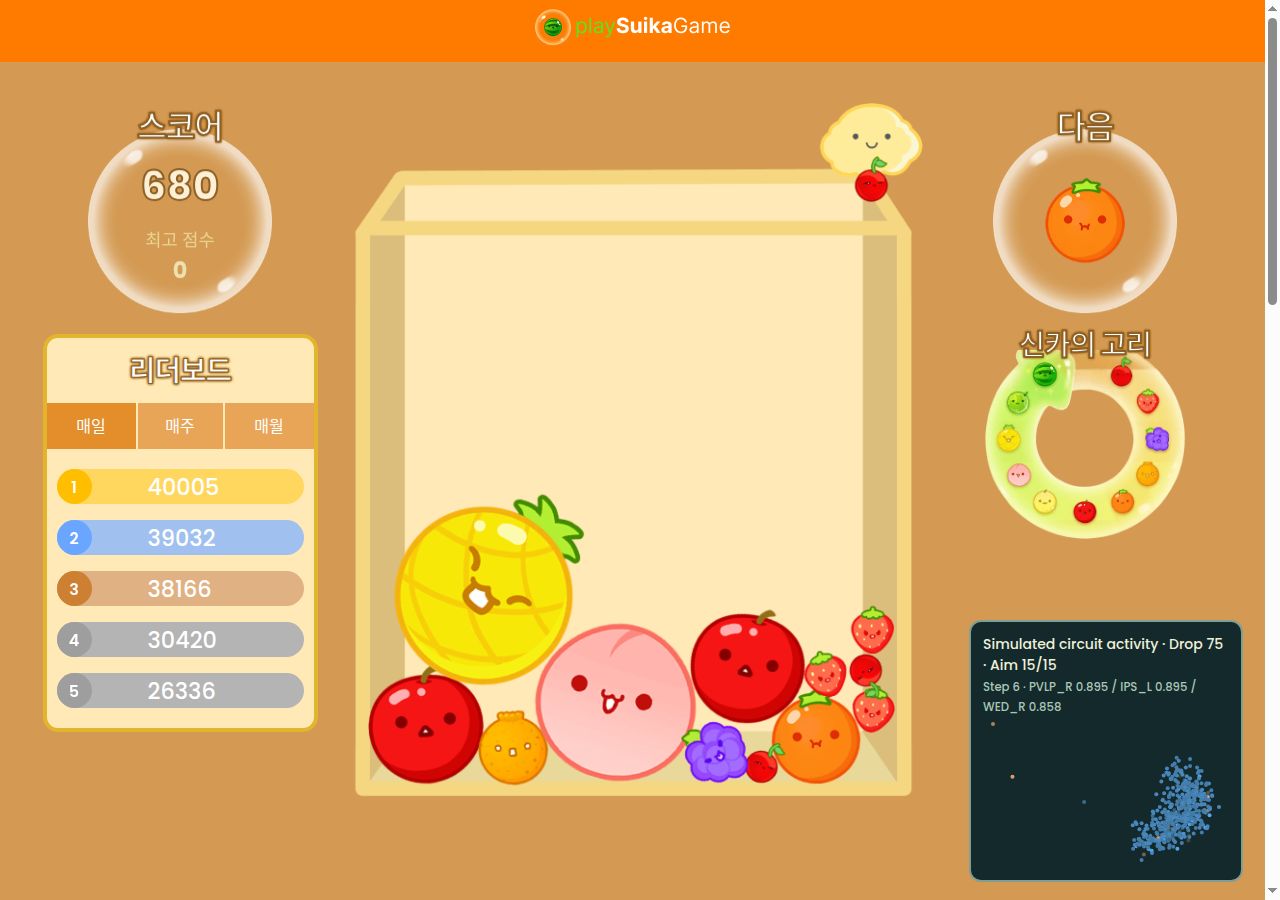 playSuikaGame
스코어
680
최고 점수
0
리더보드
매일 매주 매월
1 40005
2 39032
3 38166
4 30420
5 26336
다음
신카의 고리
Simulated circuit activity · Drop 75
· Aim 15/15
Step 6 · PVLP_R 0.895 / IPS_L 0.895 /
WED_R 0.858